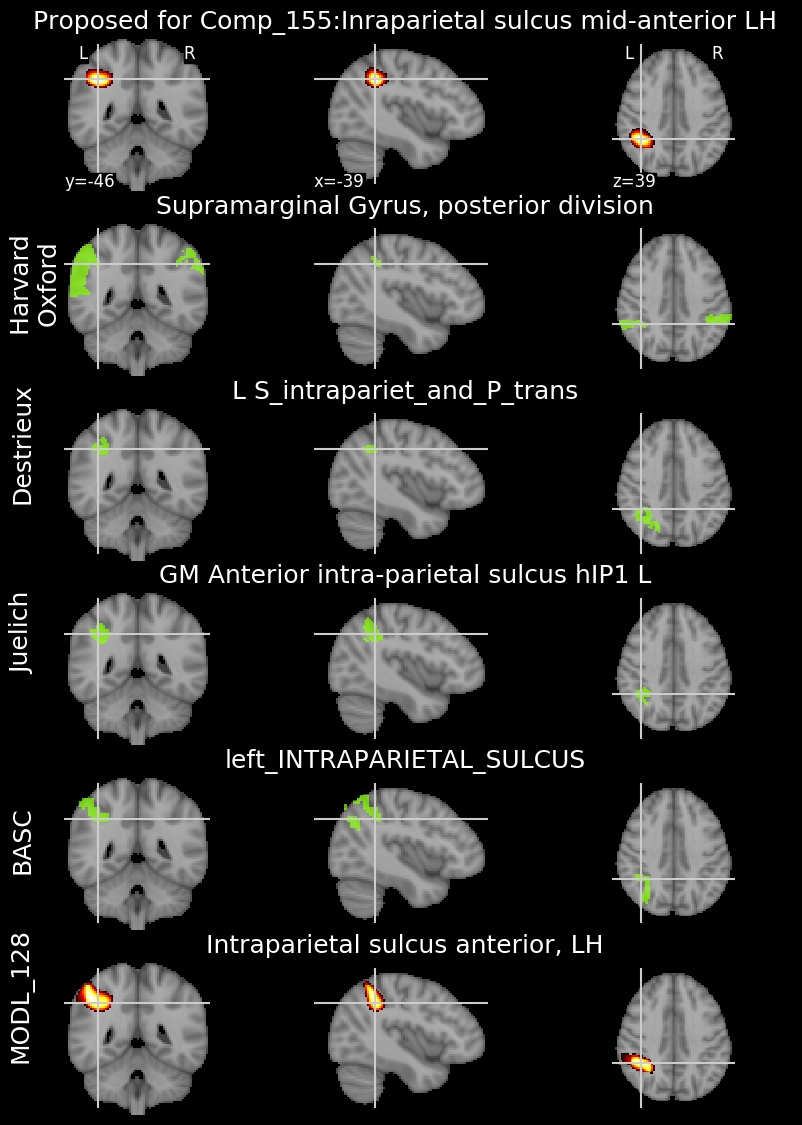 Proposed for Comp_155:Inraparietal sulcus mid-anterior LH
L R L R
y=-46 x=-39 z=39
Supramarginal Gyrus, posterior division
Harvard
Oxford
L S_intrapariet_and_P_trans
Destrieux
GM Anterior intra-parietal sulcus hIP1 L
Juelich
left_INTRAPARIETAL_SULCUS
BASC
Intraparietal sulcus anterior, LH
MODL_128